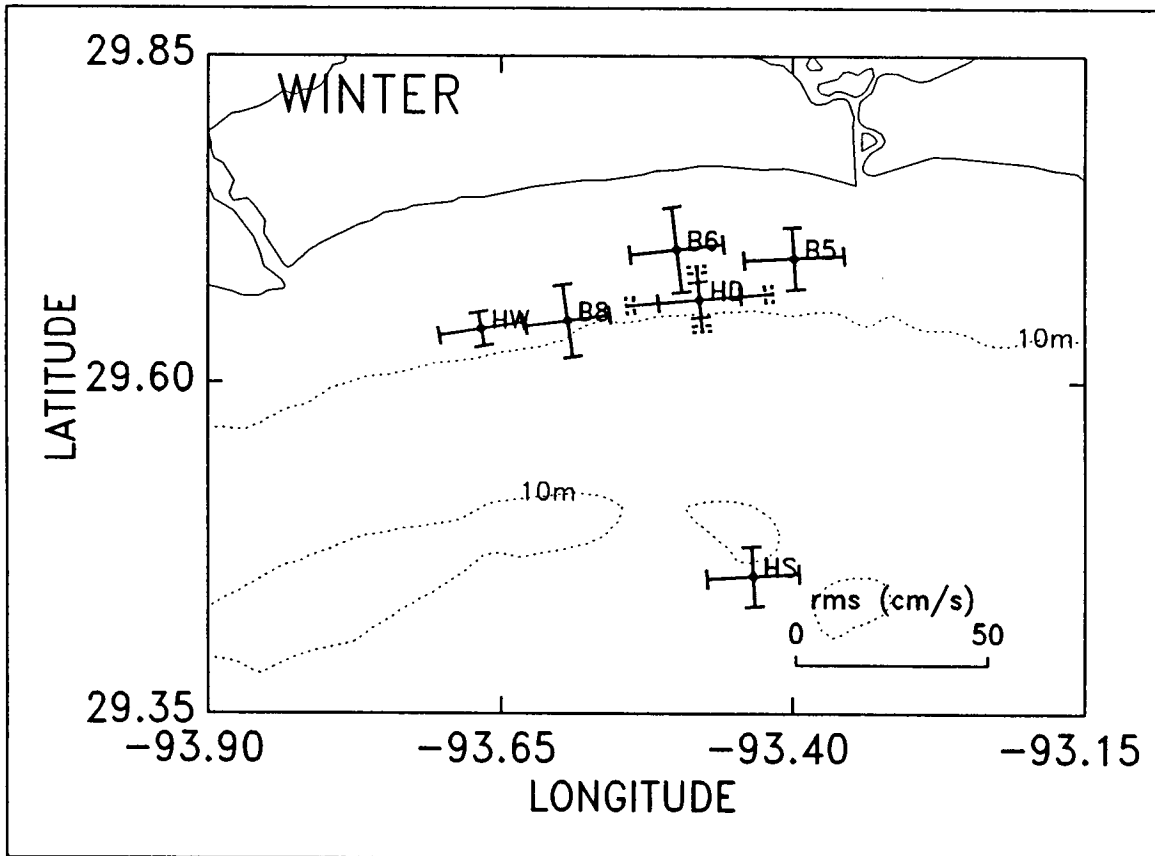 29.85
WINTER
B6
B5
HD
HW
B8
10m
29.60
LATITUDE
10m
HS
rms (cm/s)
0 50
29.35
-93.90 -93.65 -93.40 -93.15
LONGITUDE